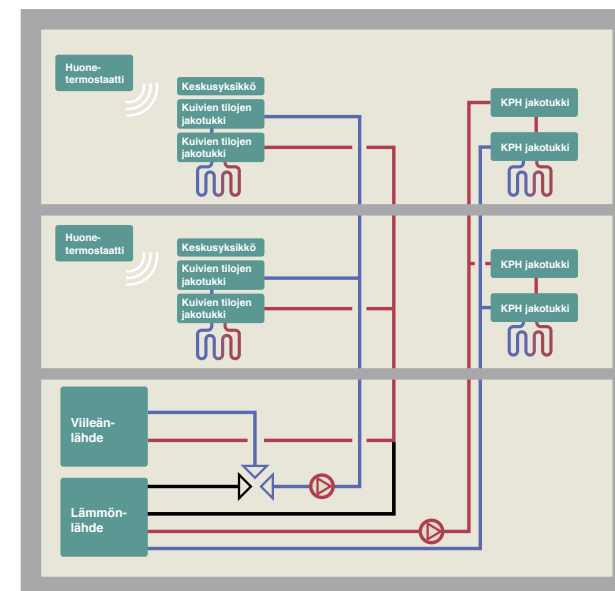 Huone-
termostaatti
Keskusyksikkö
Kuivien tilojen
jakotukki
Kuivien tilojen
jakotukki
KPH jakotukki
KPH jakotukki
Huone-
termostaatti
Keskusyksikkö
Kuivien tilojen
jakotukki
Kuivien tilojen
jakotukki
KPH jakotukki
KPH jakotukki
Viileän-
lähde
Lämmön-
lähde